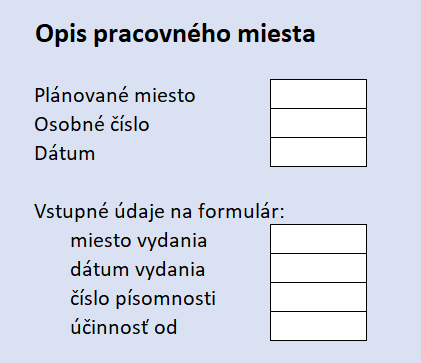 Opis pracovného miesta
Plánované miesto
Osobné číslo
Dátum
Vstupné údaje na formulár:
miesto vydania
dátum vydania
číslo písomnosti
účinnosť od